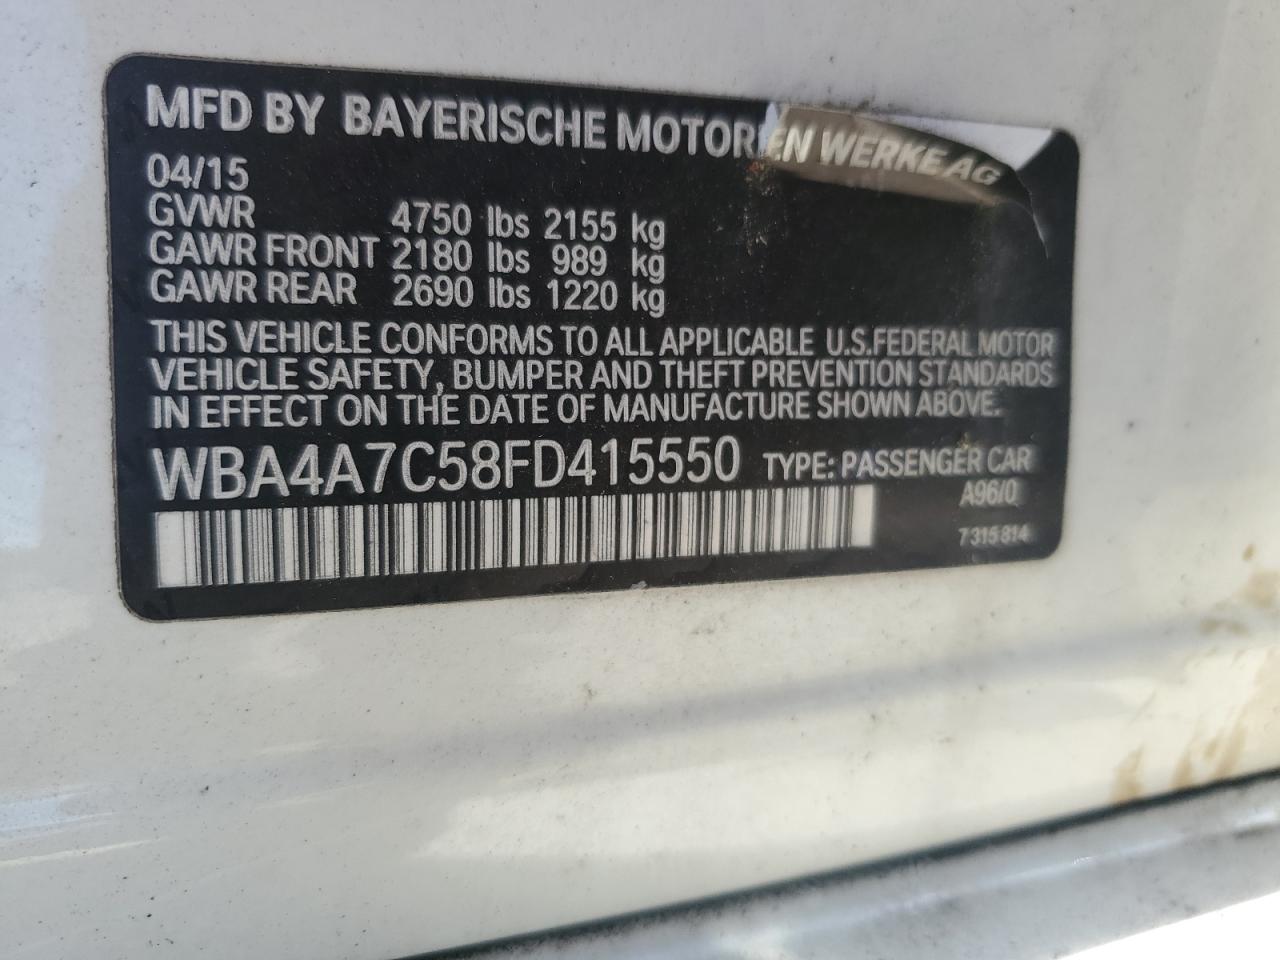 MFD BY BAYERISCHE MOTOREN WERKE AG
04/15
GVWR 4750 lbs 2155 kg
GAWR FRONT 2180 lbs 989 kg
GAWR REAR 2690 lbs 1220 kg
THIS VEHICLE CONFORMS TO ALL APPLICABLE U.S.FEDERAL MOTOR
VEHICLE SAFETY, BUMPER AND THEFT PREVENTION STANDARDS
IN EFFECT ON THE DATE OF MANUFACTURE SHOWN ABOVE.
WBA4A7C58FD415550 TYPE: PASSENGER CAR
A96/0
7 315 814